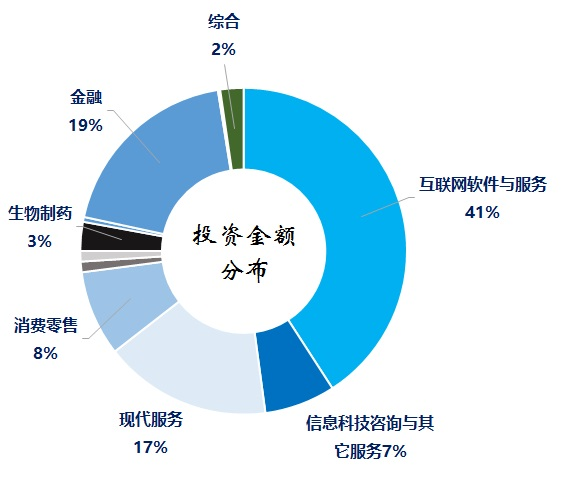 综合
2%
金融
19%
互联网软件与服务
41%
生物制药
3%
投资金额
分布
消费零售
8%
现代服务
17%
信息科技咨询与其
它服务7%